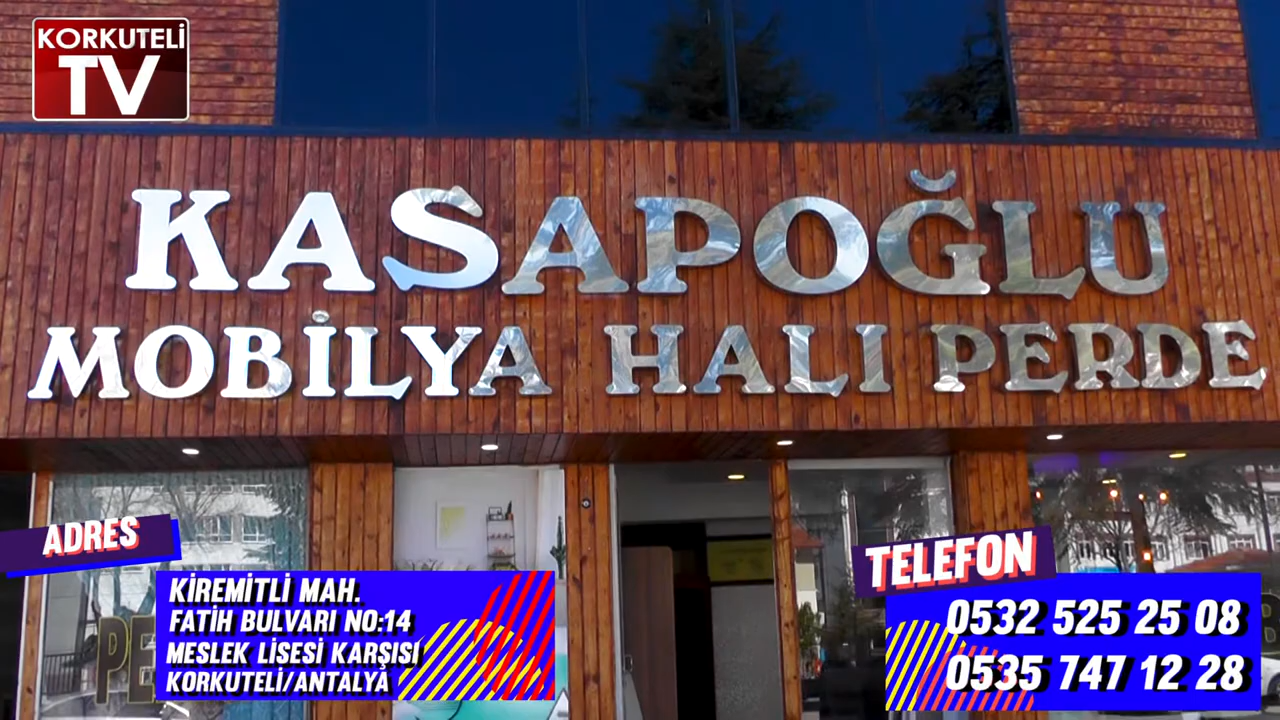 KORKUTELİ
TV
KASAPOĞLU
MOBİLYA HALI PERDE
ADRES
KİREMİTLİ MAH.
FATİH BULVARI NO:14
MESLEK LİSESİ KARŞISI
KORKUTELİ/ANTALYA
TELEFON
0532 525 25 08
0535 747 12 28
PE